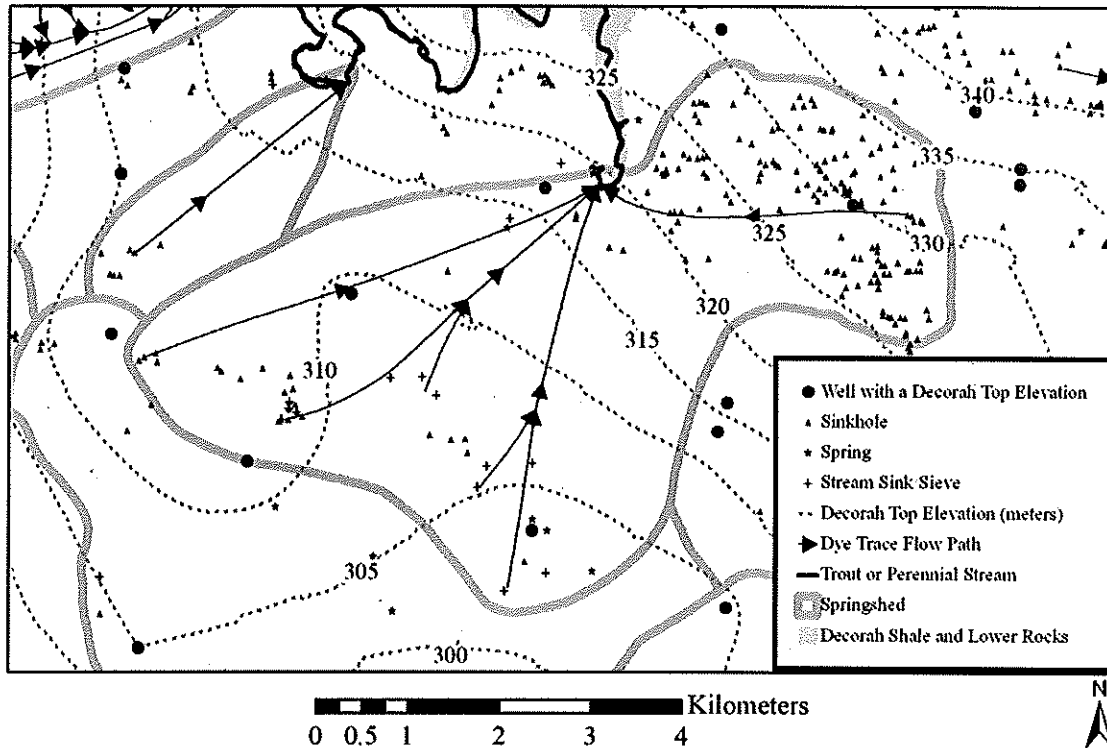 325
340
335
325
330
320
315
310
305
300
Well with a Decorah Top Elevation
Sinkhole
Spring
Stream Sink Sieve
Decorah Top Elevation (meters)
Dye Trace Flow Path
Trout or Perennial Stream
Springshed
Decorah Shale and Lower Rocks
Kilometers
0 0.5 1 2 3 4
N